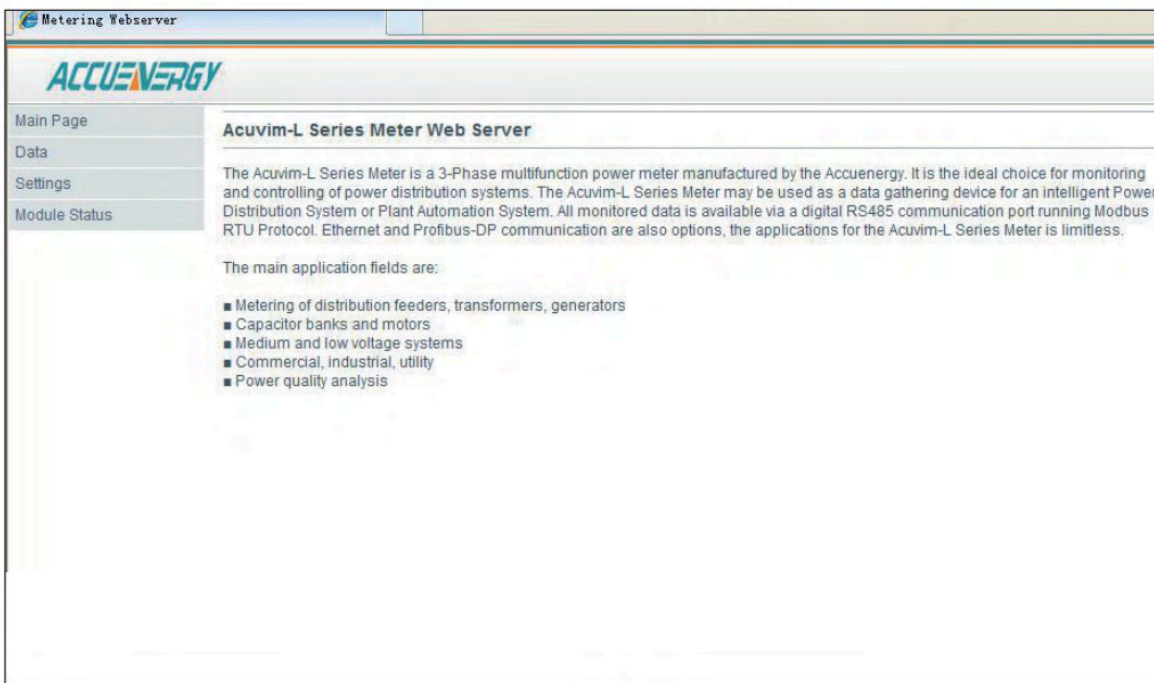 Metering Webserver
ACCUENERGY
Main Page
Data
Settings
Module Status
Acuvim-L Series Meter Web Server
The Acuvim-L Series Meter is a 3-Phase multifunction power meter manufactured by the Accuenergy. It is the ideal choice for monitoring
and controlling of power distribution systems. The Acuvim-L Series Meter may be used as a data gathering device for an intelligent Power
Distribution System or Plant Automation System. All monitored data is available via a digital RS485 communication port running Modbus
RTU Protocol. Ethernet and Profibus-DP communication are also options, the applications for the Acuvim-L Series Meter is limitless.
The main application fields are:
■ Metering of distribution feeders, transformers, generators
■ Capacitor banks and motors
■ Medium and low voltage systems
■ Commercial, industrial, utility
■ Power quality analysis